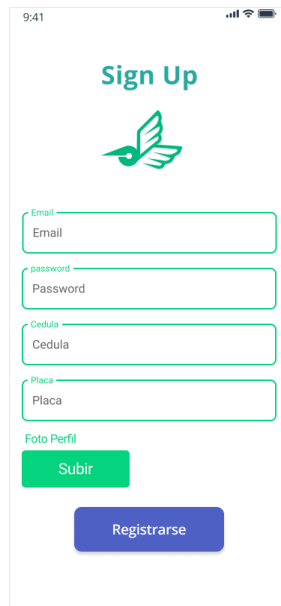 9:41
Sign Up
Email
Email
password
Password
Cedula
Cedula
Placa
Placa
Foto Perfil
Subir
Registrarse